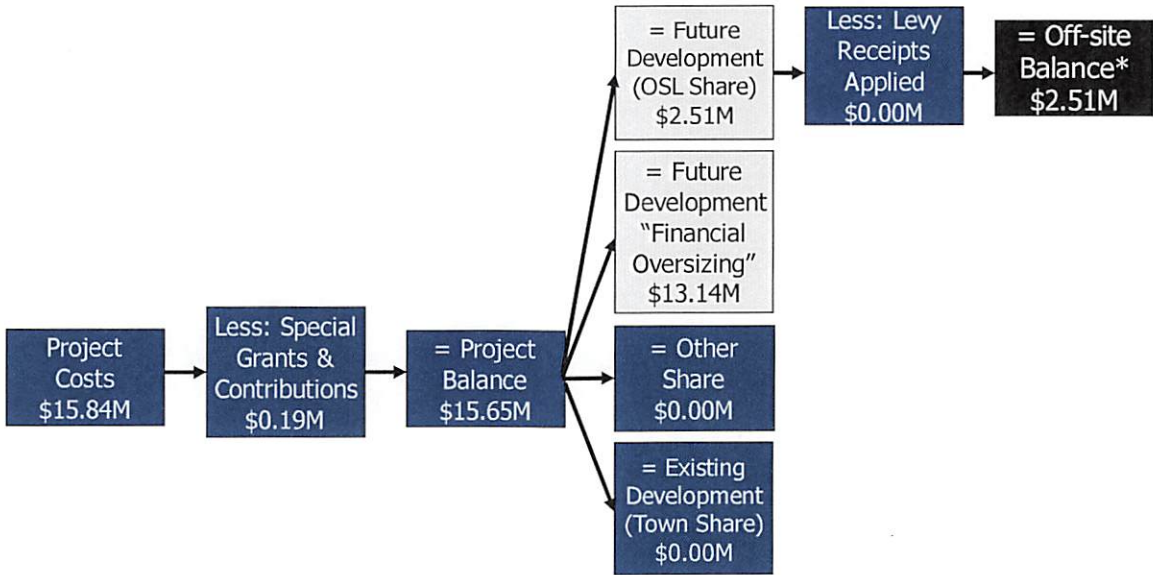 Project
Costs
$15.84M
Less: Special
Grants &
Contributions
$0.19M
= Project
Balance
$15.65M
= Future
Development
(OSL Share)
$2.51M
Less: Levy
Receipts
Applied
$0.00M
= Off-site
Balance*
$2.51M
= Future
Development
“Financial
Oversizing”
$13.14M
= Other
Share
$0.00M
= Existing
Development
(Town Share)
$0.00M